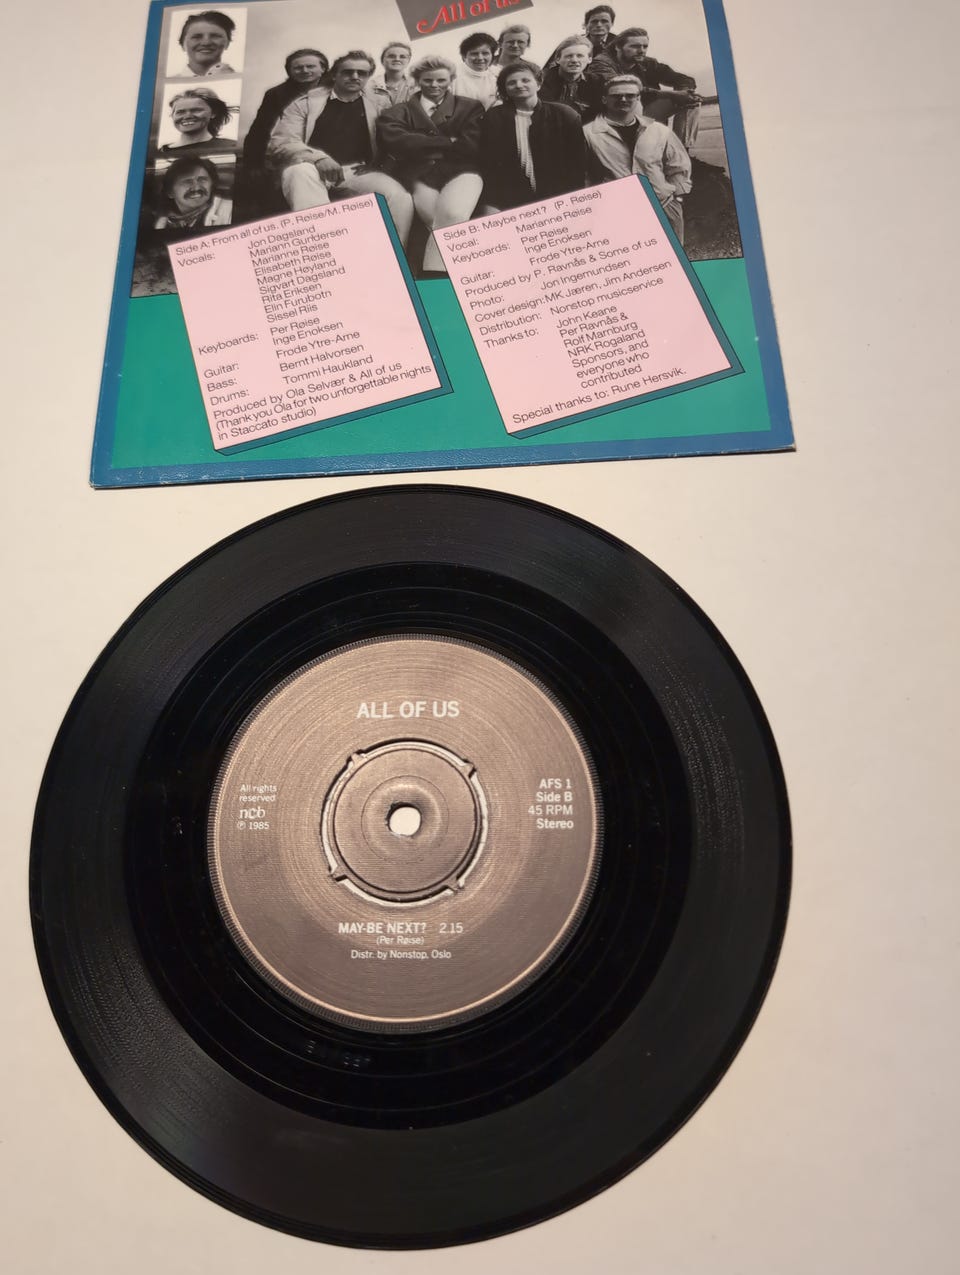 All of us
Side A: From all of us. (P. Røise/M. Røise)
Vocals: Jon Dagsland
Mariann Gundersen
Marianne Røise
Elisabeth Røise
Magne Høyland
Sigvart Dagsland
Rita Eriksen
Elin Furubotn
Sissel Riis
Keyboards: Per Røise
Inge Enoksen
Frode Ytre-Arne
Guitar: Bernt Halvorsen
Bass: Tommi Haukland
Drums:
Produced by Ola Selvær & All of us
(Thank you Ola for two unforgettable nights
in Staccato studio)
Side B: Maybe next? (P. Røise)
Vocal: Marianne Røise
Keyboards: Per Røise
Inge Enoksen
Guitar: Frode Ytre-Arne
Produced by P. Ravnås & Some of us
Photo: Jon Ingemundsen
Cover design: MK Jæren, Jim Andersen
Distribution: Nonstop musicservice
Thanks to: John Keane
Per Ravnås &
Rolf Mamburg
NRK Rogaland
Sponsors, and
everyone who
contributed
Special thanks to: Rune Hersvik.
ALL OF US
All rights
reserved
ncb
℗ 1985
AFS 1
Side B
45 RPM
Stereo
MAY-BE NEXT? 2.15
(Per Røise)
Distr. by Nonstop, Oslo